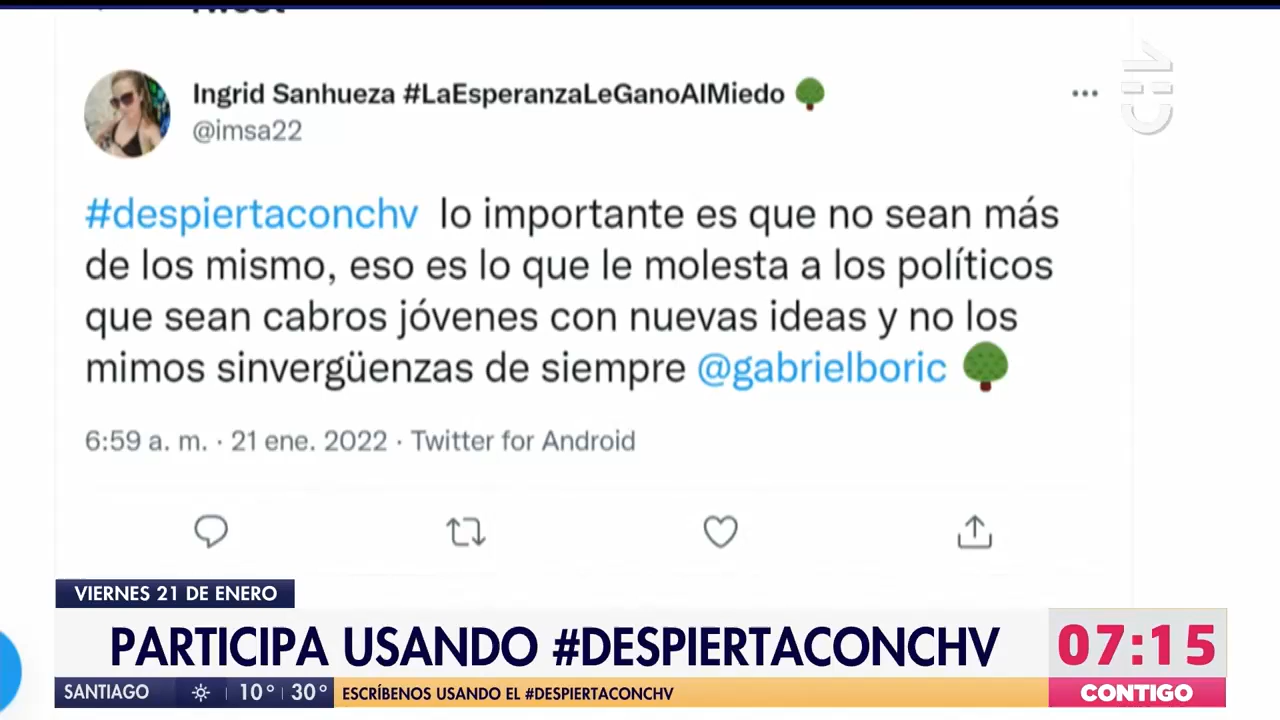 Tweet
Ingrid Sanhueza #LaEsperanzaLeGanoAlMiedo
@imsa22
CHV
#despiertaconchv lo importante es que no sean más
de los mismo, eso es lo que le molesta a los políticos
que sean cabros jóvenes con nuevas ideas y no los
mimos sinvergüenzas de siempre @gabrielboric
6:59 a. m. · 21 ene. 2022 · Twitter for Android
VIERNES 21 DE ENERO
PARTICIPA USANDO #DESPIERTACONCHV
07:15
SANTIAGO 10° 30° ESCRÍBENOS USANDO EL #DESPIERTACONCHV
CONTIGO